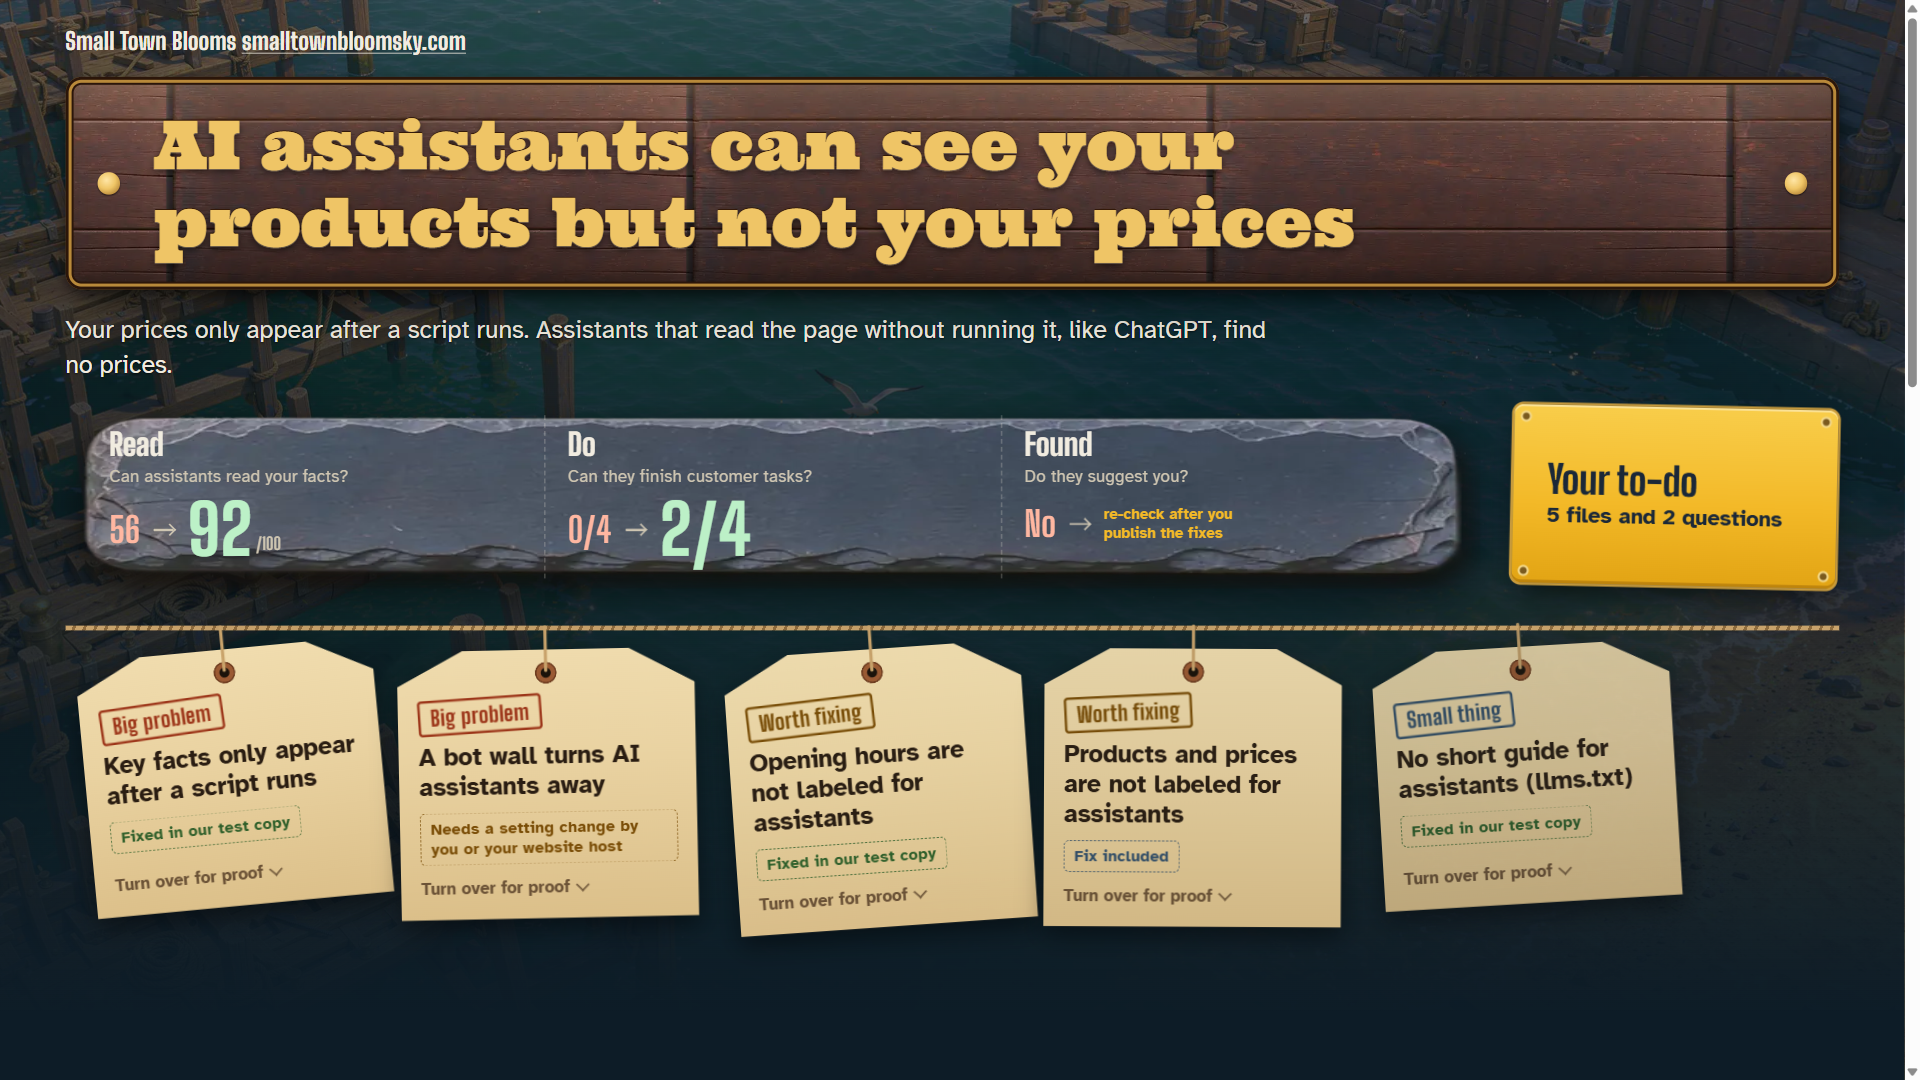 Small Town Blooms smalltownbloomsky.com
AI assistants can see your
products but not your prices
Your prices only appear after a script runs. Assistants that read the page without running it, like ChatGPT, find
no prices.
Read
Can assistants read your facts?
56 → 92 /100
Do
Can they finish customer tasks?
0/4 → 2/4
Found
Do they suggest you?
No → re-check after you
publish the fixes
Your to-do
5 files and 2 questions
Big problem
Key facts only appear
after a script runs
Fixed in our test copy
Turn over for proof
Big problem
A bot wall turns AI
assistants away
Needs a setting change by
you or your website host
Turn over for proof
Worth fixing
Opening hours are
not labeled for
assistants
Fixed in our test copy
Turn over for proof
Worth fixing
Products and prices
are not labeled for
assistants
Fix included
Turn over for proof
Small thing
No short guide for
assistants (llms.txt)
Fixed in our test copy
Turn over for proof